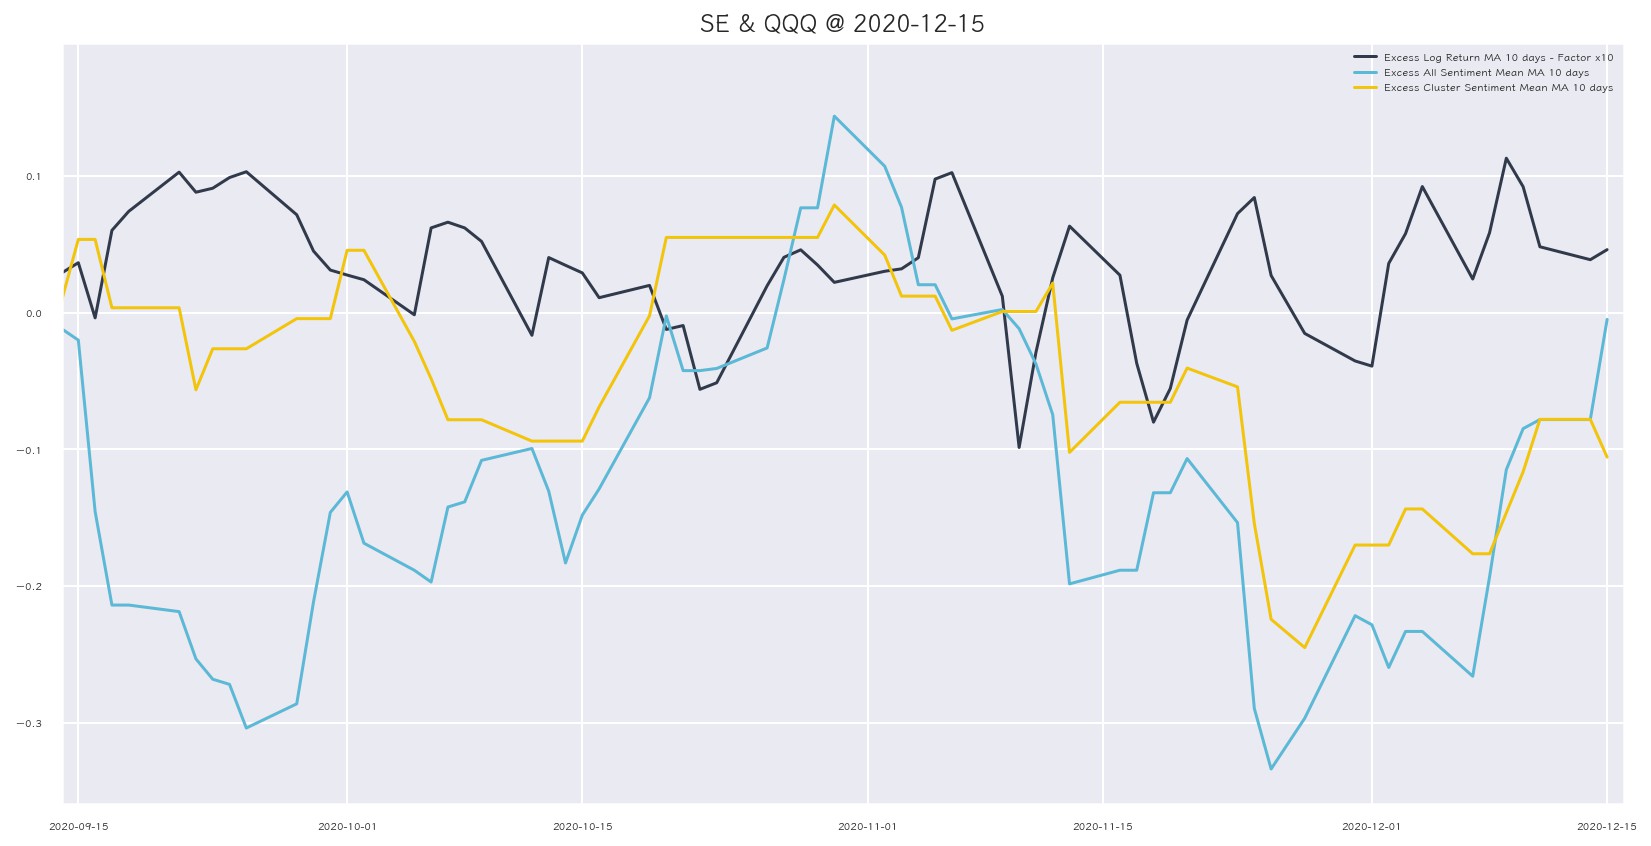 SE & QQQ @ 2020-12-15
Excess Log Return MA 10 days - Factor x10
Excess All Sentiment Mean MA 10 days
Excess Cluster Sentiment Mean MA 10 days
0.1
0.0
−0.1
−0.2
−0.3
2020-09-15 2020-10-01 2020-10-15 2020-11-01 2020-11-15 2020-12-01 2020-12-15